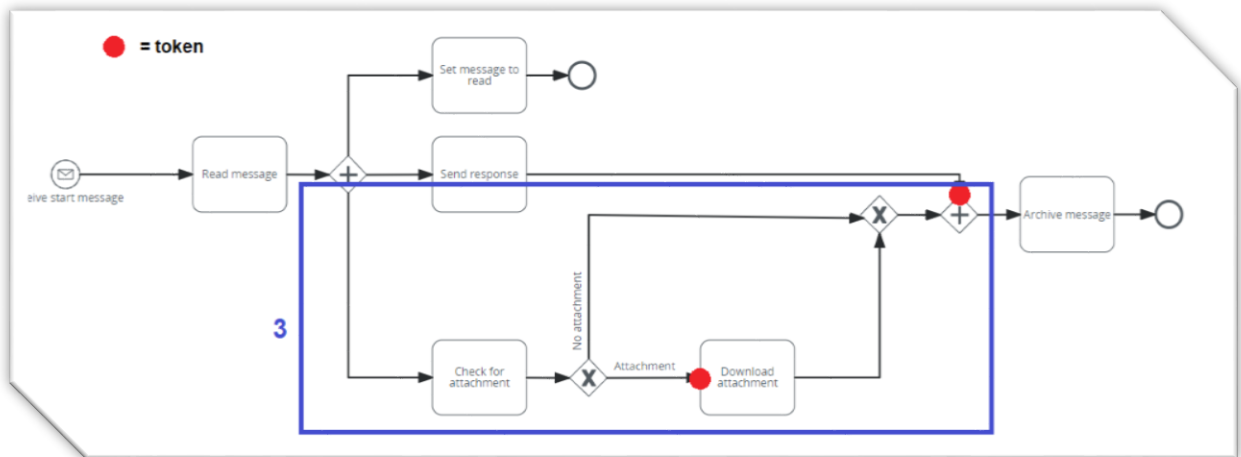 = token
Set message to
read
Read message
Send response
eive start message
Archive message
3
No attachment
Attachment
Check for
attachment
Download
attachment